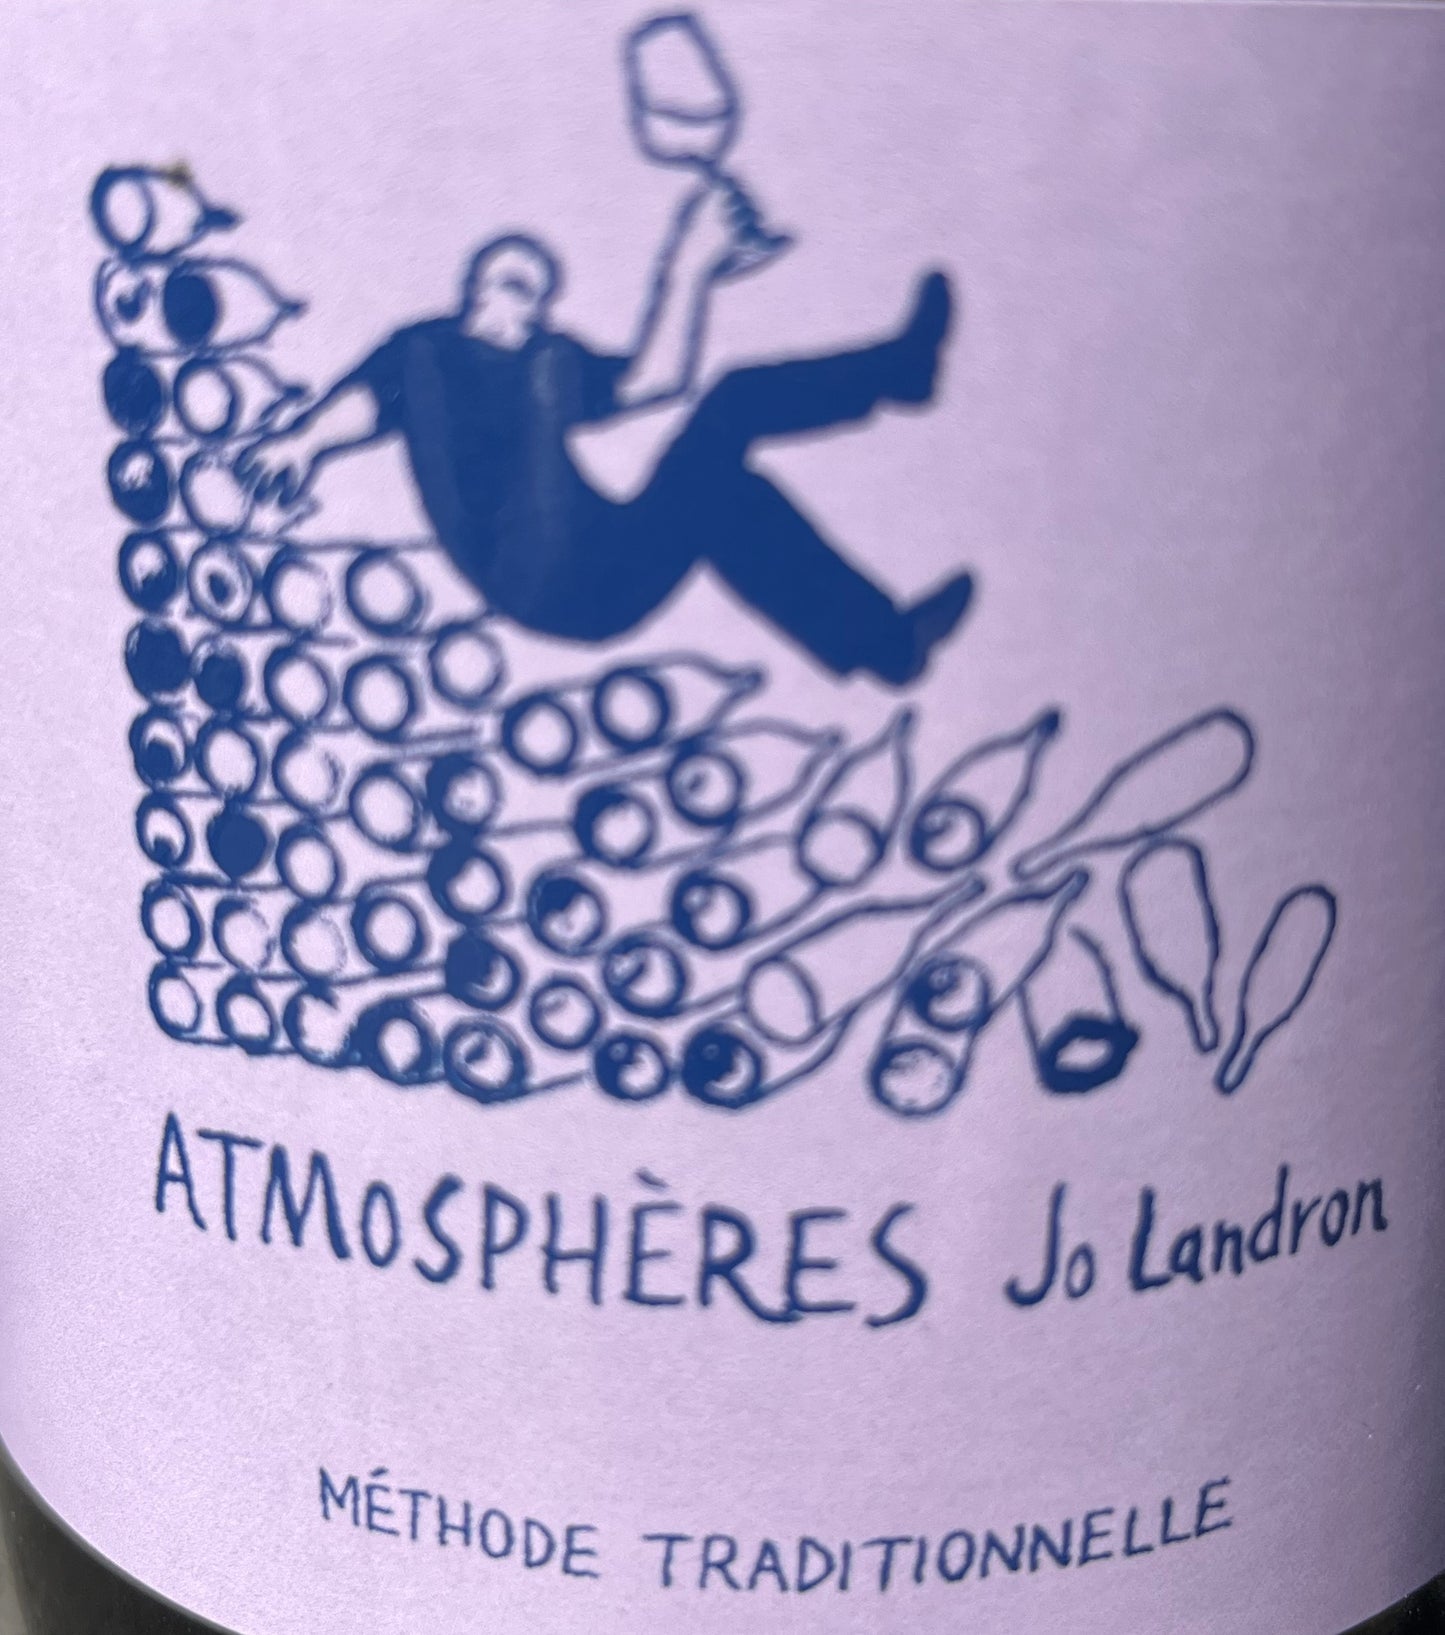 ATMOSPHÈRES Jo Landron
MÉTHODE TRADITIONNELLE